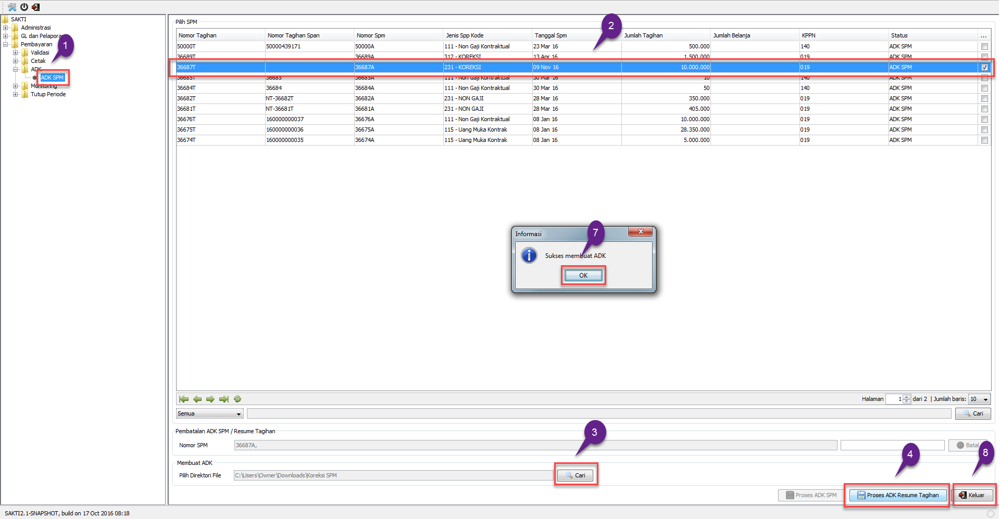 SAKTI
Administrasi
GL dan Pelaporan
Pembayaran
Validasi
Cetak
ADK
ADK SPM
Monitoring
Tutup Periode
1
Pilih SPM
2
Nomor Tagihan Nomor Tagihan Span Nomor Spm Jenis Spp Kode Tanggal Spm Jumlah Tagihan Jumlah Belanja KPPN Status ...
50000T 50000439171 50000A 111 - Non Gaji Kontraktual 23 Mar 16 500.000 140 ADK SPM
36689T 36689A 312 - KOREKSI 13 Apr 16 1.500.000 019 ADK SPM
36687T 36687A 231 - KOREKSI 09 Nov 16 10.000.000 019 ADK SPM
36685T 36685 36685A 111 - Non Gaji Kontraktual 30 Mar 16 10 140 ADK SPM
36684T 36684 36684A 111 - Non Gaji Kontraktual 30 Mar 16 50 140 ADK SPM
36682T NT-36682T 36682A 231 - NON GAJI 28 Mar 16 350.000 019 ADK SPM
36681T NT-36681T 36681A 231 - NON GAJI 28 Mar 16 405.000 019 ADK SPM
36676T 160000000037 36676A 111 - Non Gaji Kontraktual 08 Jan 16 10.000.000 019 ADK SPM
36675T 160000000036 36675A 115 - Uang Muka Kontrak 08 Jan 16 28.350.000 019 ADK SPM
36674T 160000000035 36674A 115 - Uang Muka Kontrak 08 Jan 16 5.000.000 019 ADK SPM
Informasi
7
Sukses membuat ADK
OK
Halaman 1 dari 2 | Jumlah baris: 10
Semua Cari
Pembatalan ADK SPM / Resume Tagihan
3
Nomor SPM 36687A, Batal
4
8
Membuat ADK
Pilih Direktori File C:\Users\Owner\Downloads\Koreksi SPM Cari
Proses ADK SPM Proses ADK Resume Tagihan Keluar
SAKTI2.1-SNAPSHOT, build on 17 Oct 2016 08:18